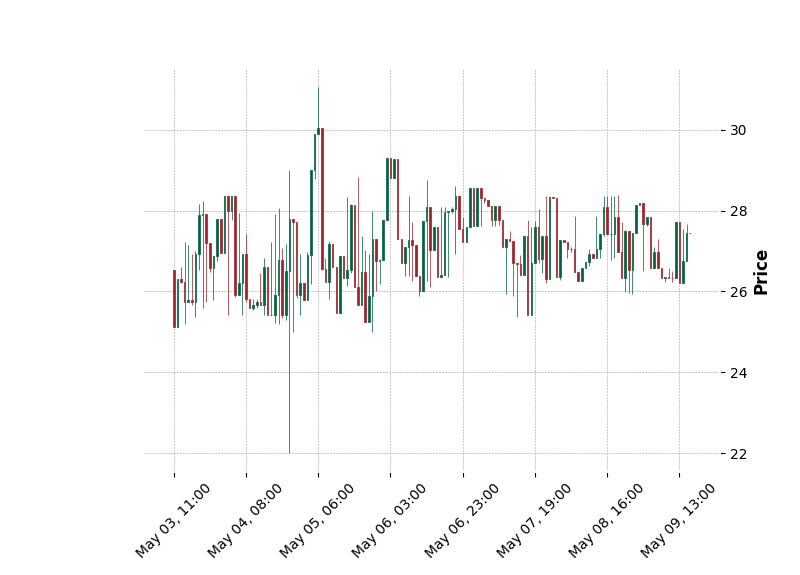 30
28
26
24
22
Price
May 03, 11:00
May 04, 08:00
May 05, 06:00
May 06, 03:00
May 06, 23:00
May 07, 19:00
May 08, 16:00
May 09, 13:00